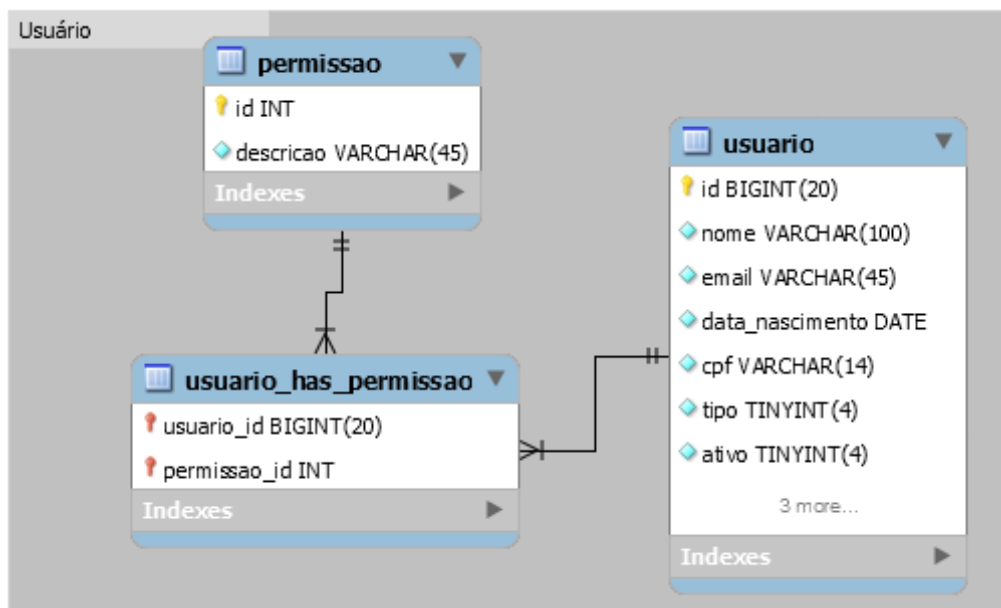 Usuário
permissao
id INT
descricao VARCHAR(45)
Indexes
usuario
id BIGINT(20)
nome VARCHAR(100)
email VARCHAR(45)
data_nascimento DATE
cpf VARCHAR(14)
tipo TINYINT(4)
ativo TINYINT(4)
3 more...
Indexes
usuario_has_permissao
usuario_id BIGINT(20)
permissao_id INT
Indexes